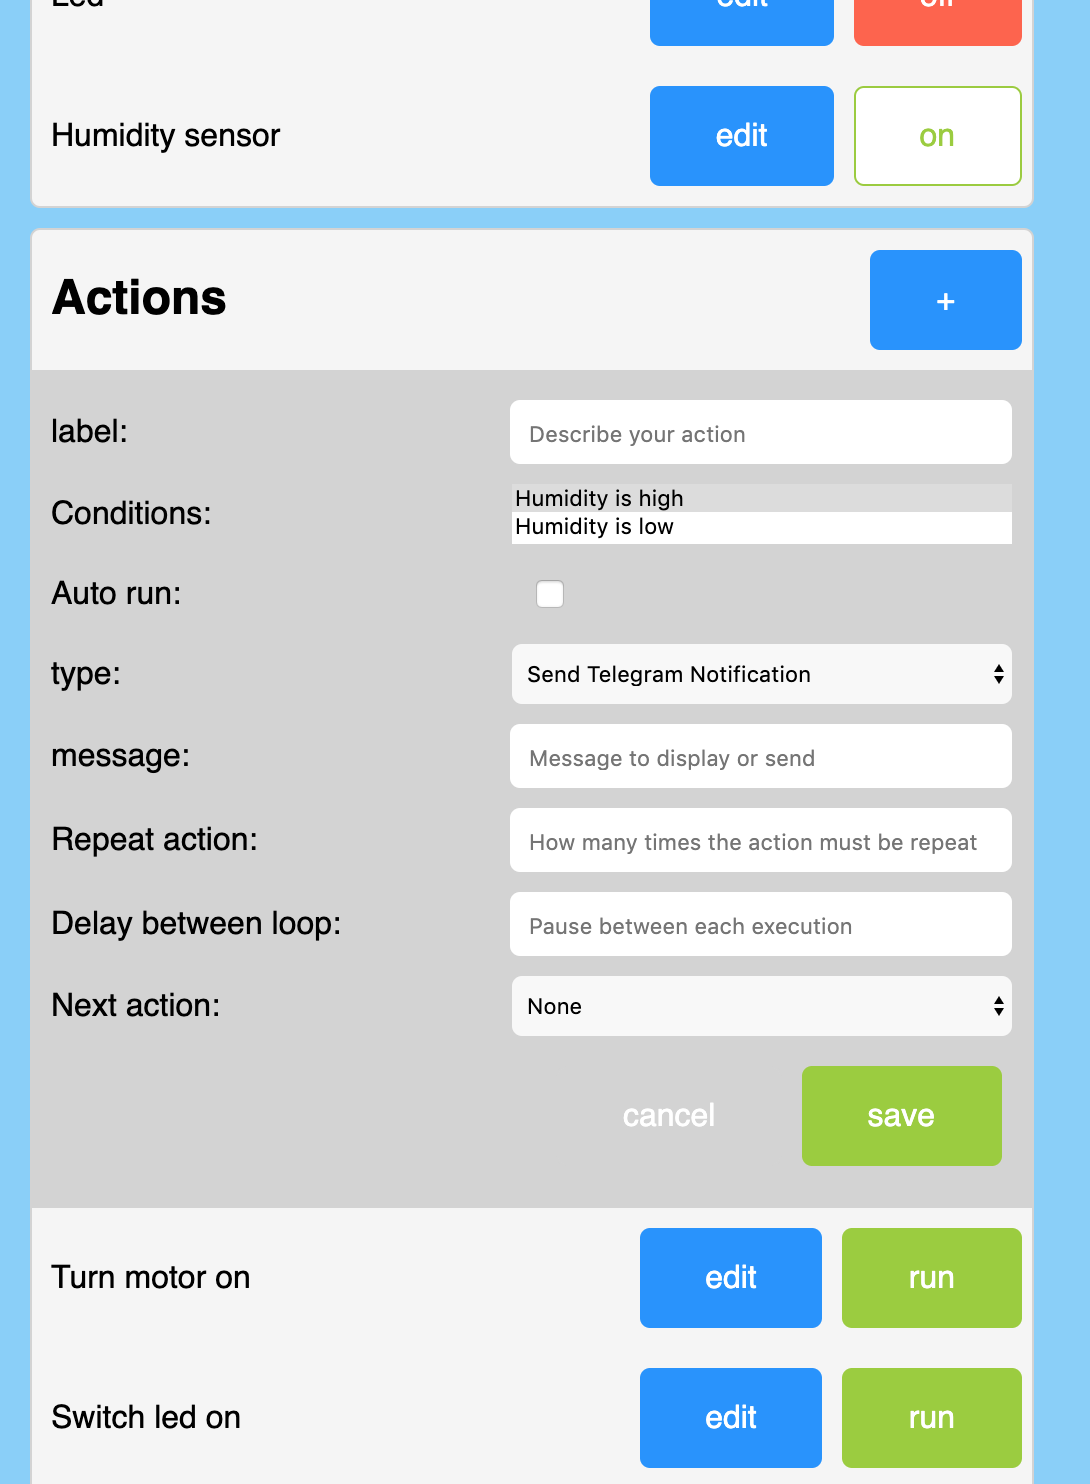 Led edit off
Humidity sensor edit on
Actions +
label: Describe your action
Conditions: Humidity is high
Humidity is low
Auto run:
type: Send Telegram Notification
message: Message to display or send
Repeat action: How many times the action must be repeat
Delay between loop: Pause between each execution
Next action: None
cancel save
Turn motor on edit run
Switch led on edit run